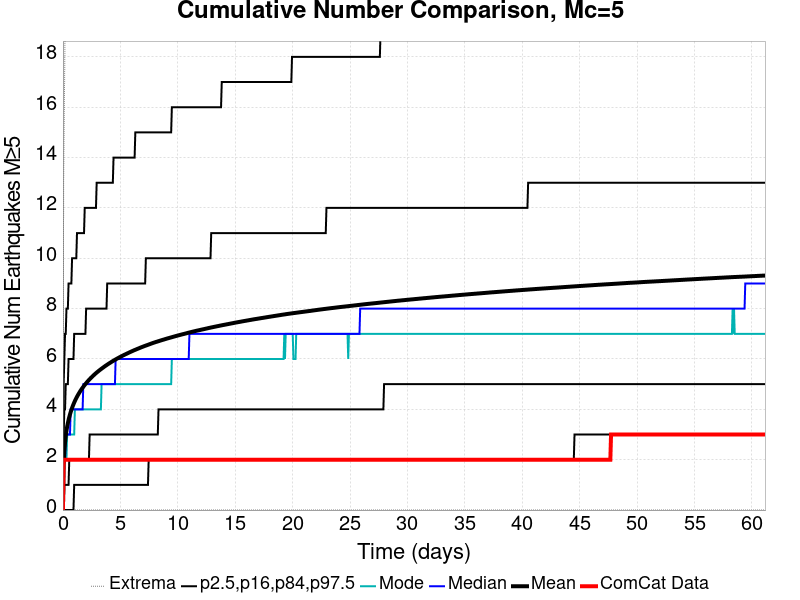 Cumulative Number Comparison, Mc=5
Cumulative Num Earthquakes M≥5
18
16
14
12
10
8
6
4
2
0
0 5 10 15 20 25 30 35 40 45 50 55 60
Time (days)
Extrema p2.5,p16,p84,p97.5 Mode Median Mean ComCat Data